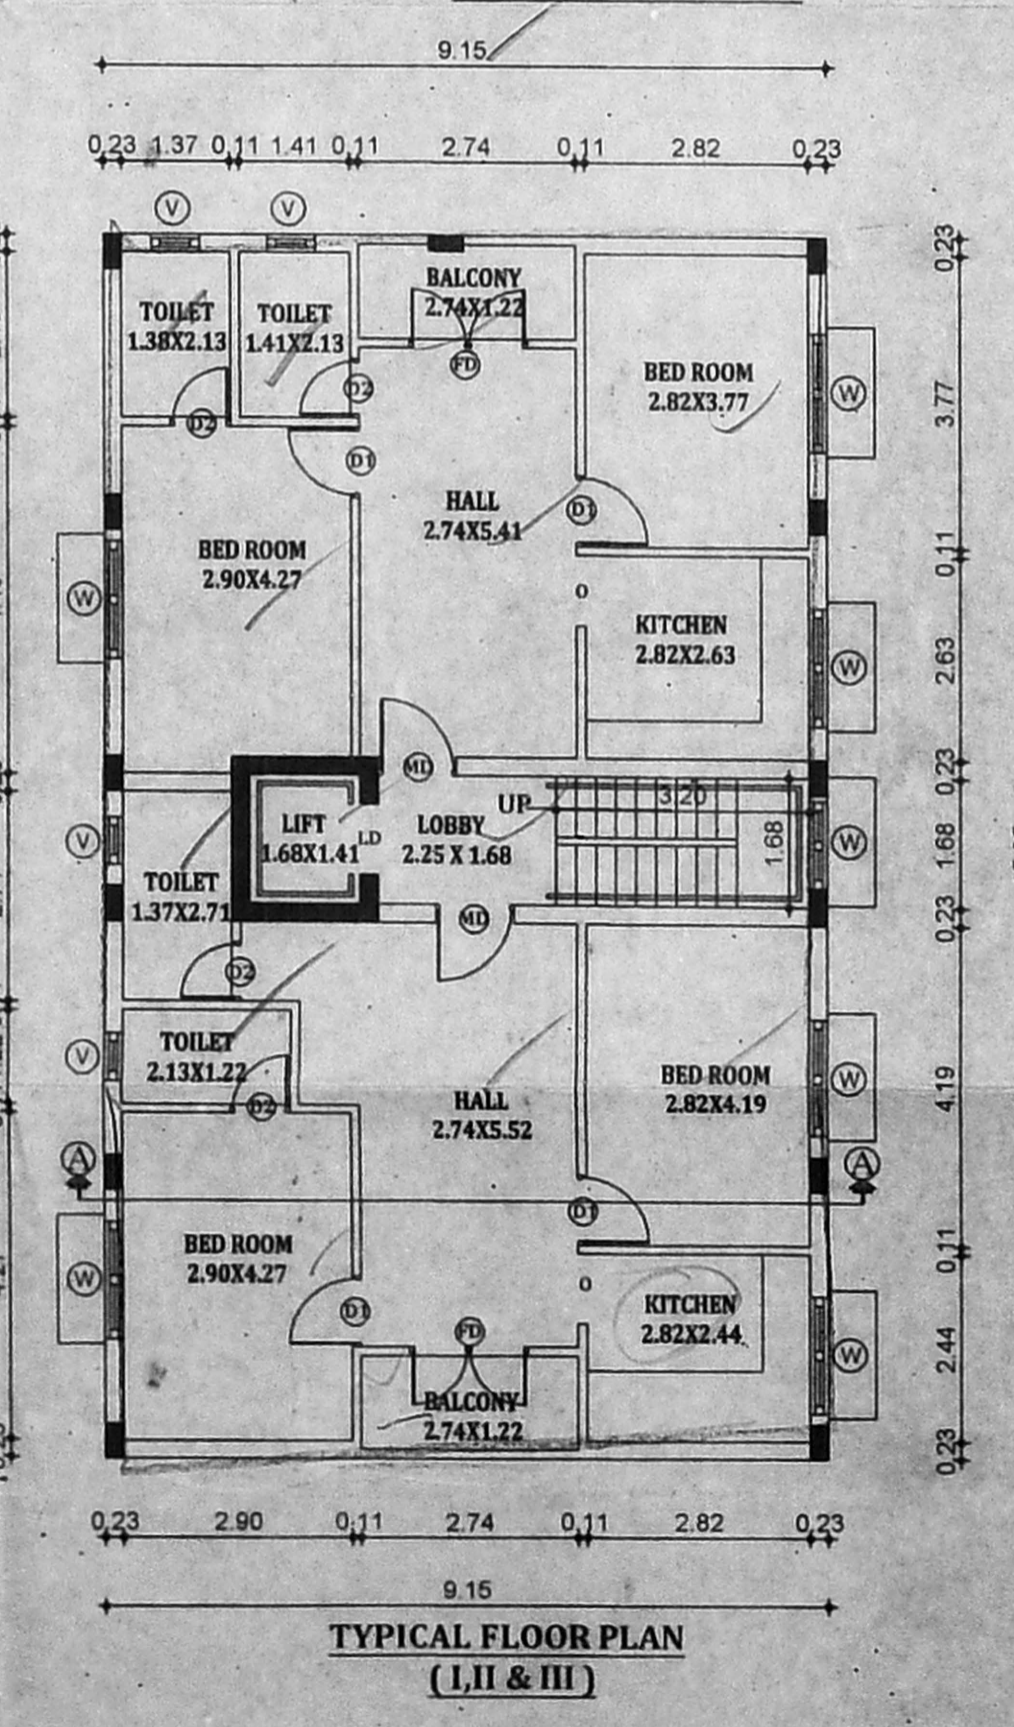 9.15
0.23 1.37 0.11 1.41 0.11 2.74 0.11 2.82 0.23
V V
TOILET
1.38X2.13
TOILET
1.41X2.13
BALCONY
2.74X1.22
FD
BED ROOM
2.82X3.77
W
D2
D2
D1
HALL
2.74X5.41
D1
BED ROOM
2.90X4.27
W
O
KITCHEN
2.82X2.63
W
MD
LIFT
1.68X1.41
LD
LOBBY
2.25 X 1.68
UP
3.20
1.68
W
V
TOILET
1.37X2.71
MD
D2
TOILET
2.13X1.22
V
D2
HALL
2.74X5.52
BED ROOM
2.82X4.19
W
A A
D1
BED ROOM
2.90X4.27
W
D1
O
KITCHEN
2.82X2.44
W
FD
BALCONY
2.74X1.22
0.23
3.77
0.11
2.63
0.23
1.68
0.23
4.19
0.11
2.44
0.23
0.23 2.90 0.11 2.74 0.11 2.82 0.23
9.15
TYPICAL FLOOR PLAN
( I,II & III )